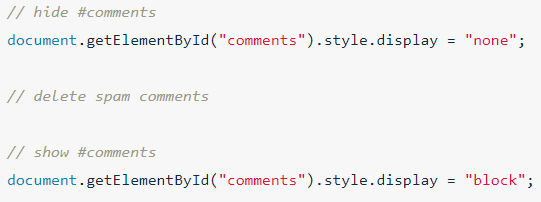 // hide #comments
document.getElementById("comments").style.display = "none";
// delete spam comments
// show #comments
document.getElementById("comments").style.display = "block";